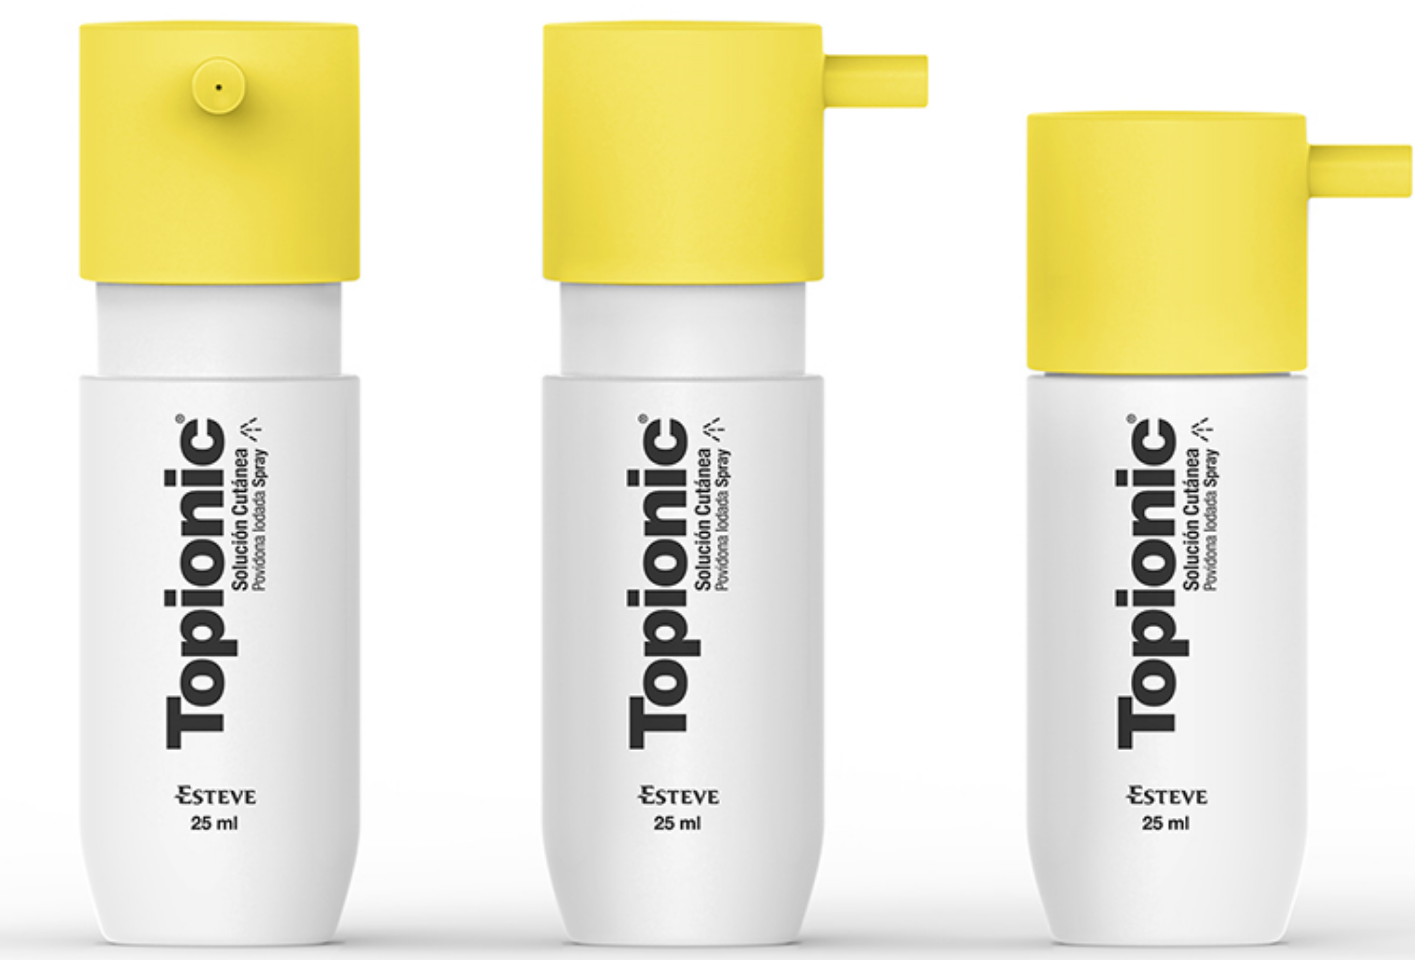 Topionic®
Solución Cutánea
Povidona Iodada Spray
ESTEVE
25 ml
Topionic®
Solución Cutánea
Povidona Iodada Spray
ESTEVE
25 ml
Topionic®
Solución Cutánea
Povidona Iodada Spray
ESTEVE
25 ml